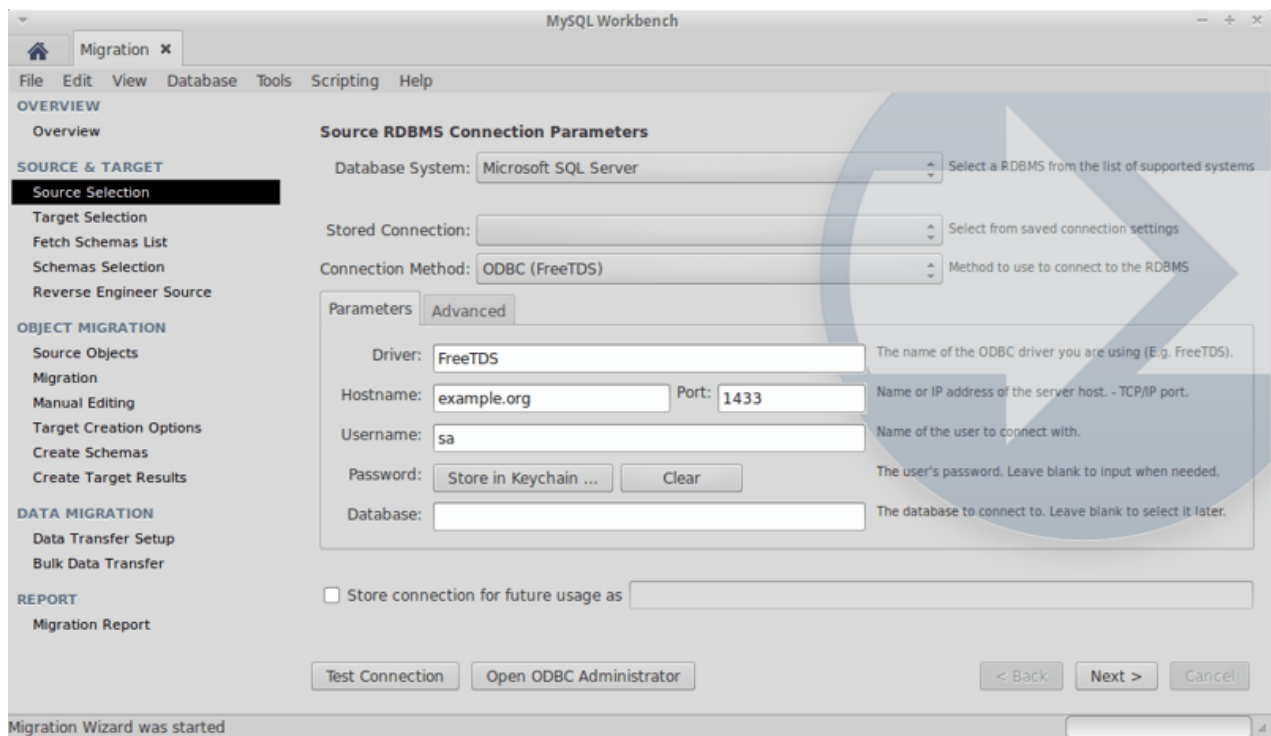 MySQL Workbench
Migration
File Edit View Database Tools Scripting Help
OVERVIEW
Overview
SOURCE & TARGET
Source Selection
Target Selection
Fetch Schemas List
Schemas Selection
Reverse Engineer Source
OBJECT MIGRATION
Source Objects
Migration
Manual Editing
Target Creation Options
Create Schemas
Create Target Results
DATA MIGRATION
Data Transfer Setup
Bulk Data Transfer
REPORT
Migration Report
Source RDBMS Connection Parameters
Database System: Microsoft SQL Server Select a RDBMS from the list of supported systems
Stored Connection: Select from saved connection settings
Connection Method: ODBC (FreeTDS) Method to use to connect to the RDBMS
Parameters Advanced
Driver: FreeTDS The name of the ODBC driver you are using (E.g. FreeTDS).
Hostname: example.org Port: 1433 Name or IP address of the server host. - TCP/IP port.
Username: sa Name of the user to connect with.
Password: Store in Keychain ... Clear The user's password. Leave blank to input when needed.
Database: The database to connect to. Leave blank to select it later.
Store connection for future usage as
Test Connection Open ODBC Administrator < Back Next > Cancel
Migration Wizard was started